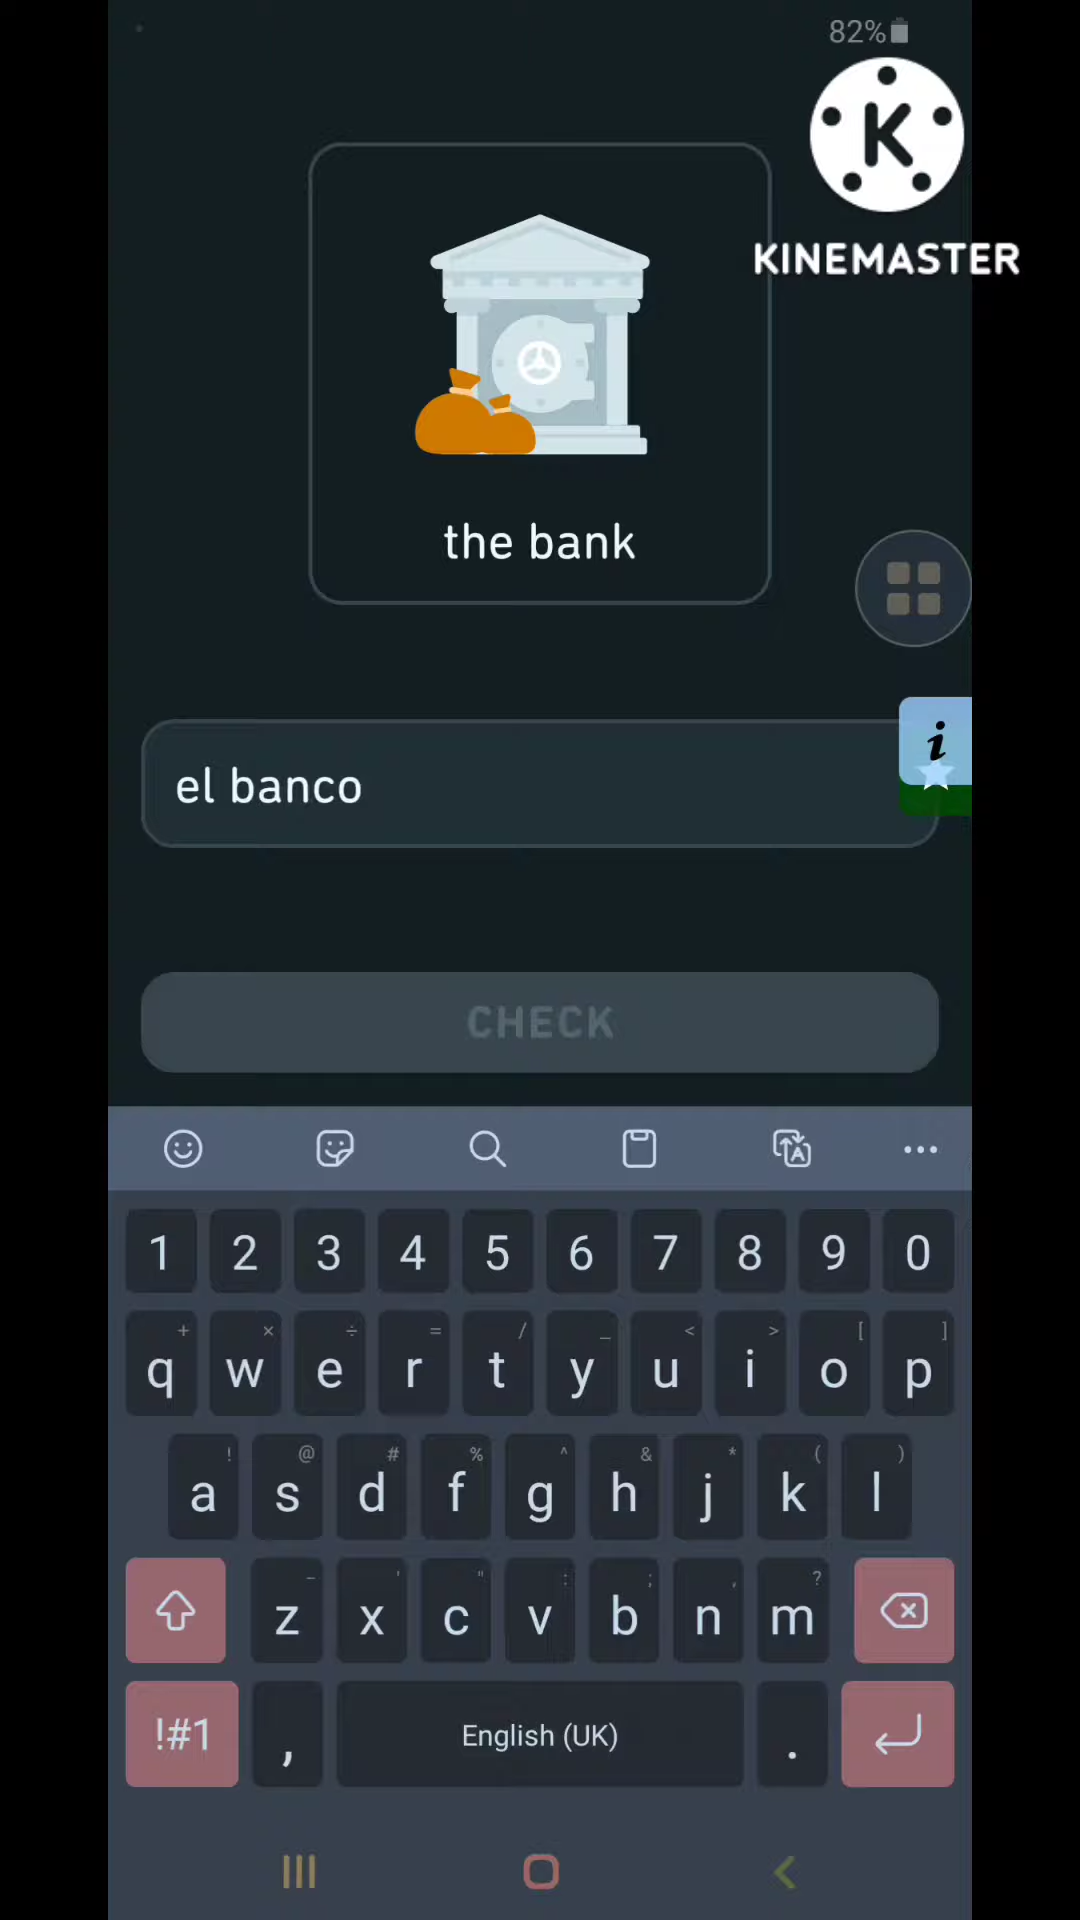 82%
K
KINEMASTER
the bank
i
el banco
CHECK
1 2 3 4 5 6 7 8 9 0
+ × ÷ = / _ < > [ ]
q w e r t y u i o p
! @ # % ^ & * ( )
a s d f g h j k l
- ' " : ; , ?
z x c v b n m
!#1 , English (UK) .